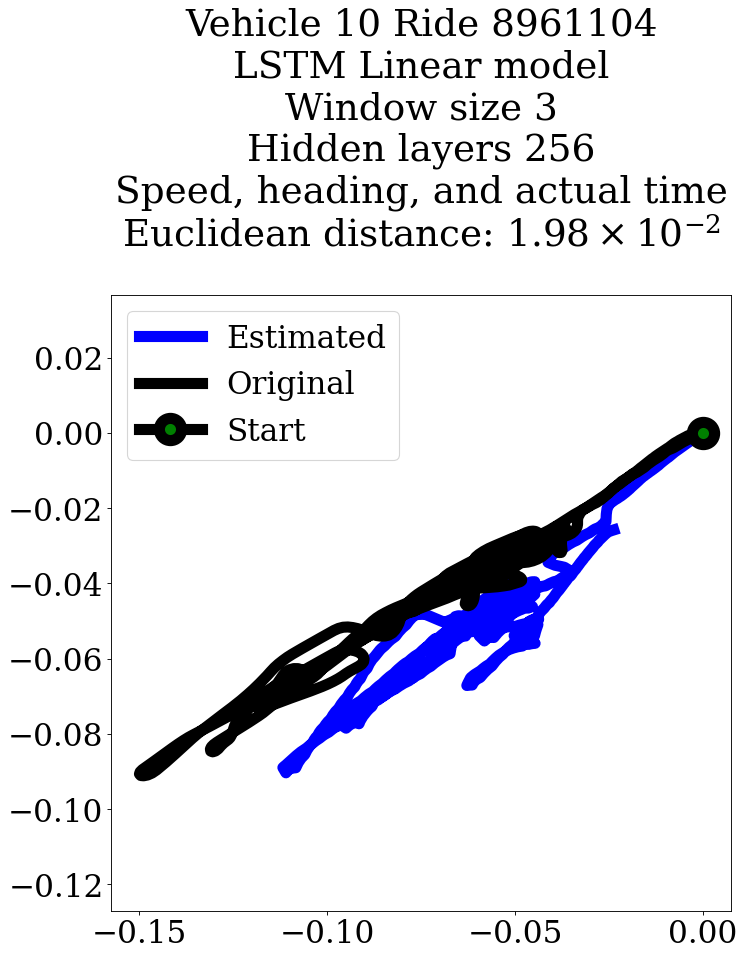 Vehicle 10 Ride 8961104
LSTM Linear model
Window size 3
Hidden layers 256
Speed, heading, and actual time
Euclidean distance: 1.98 × 10⁻²
Estimated
Original
Start
0.02
0.00
−0.02
−0.04
−0.06
−0.08
−0.10
−0.12
−0.15
−0.10
−0.05
0.00